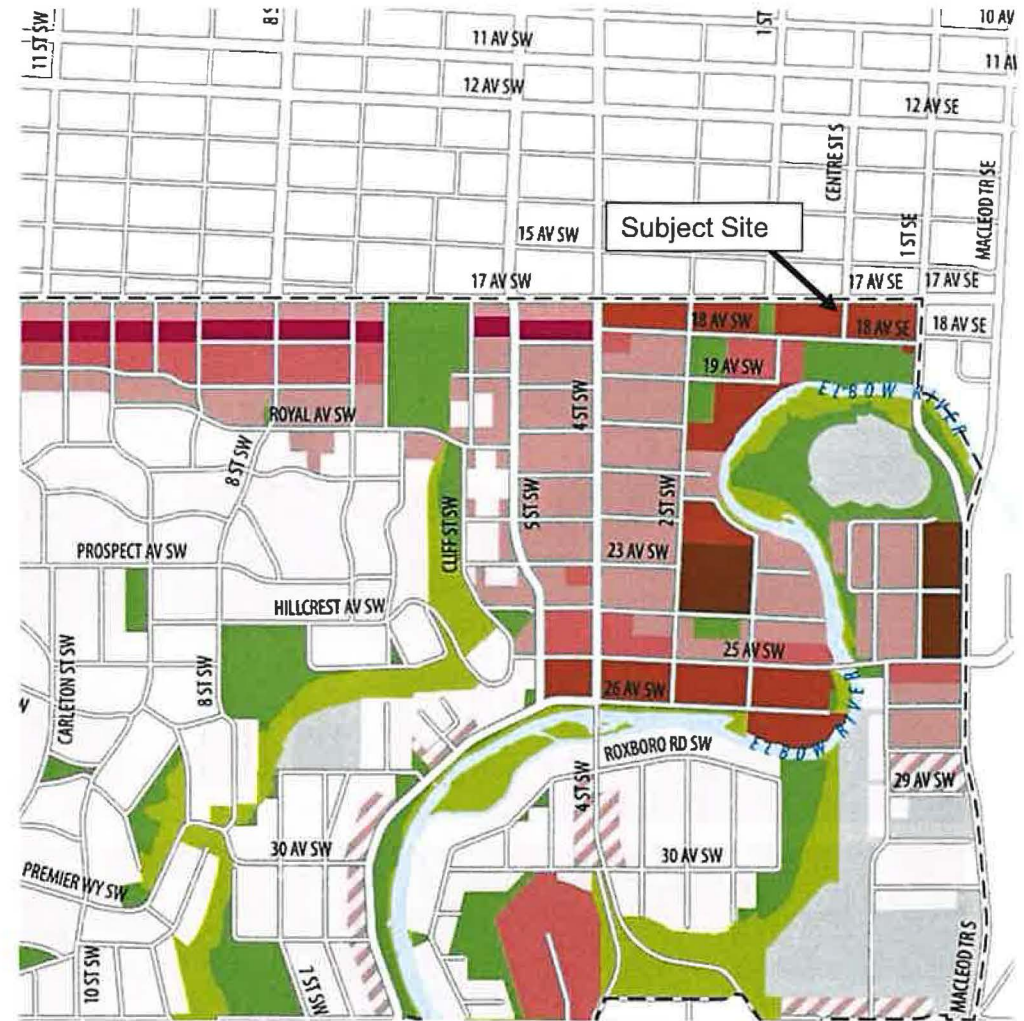 11 ST SW
8 S
1 ST
10 AV
11 AV SW
11 A
12 AV SW
12 AV SE
CENTRE ST S
MACLEOD TR SE
1 ST SE
15 AV SW
Subject Site
17 AV SW
17 AV SE
17 AV SE
18 AV SW
18 AV SE
18 AV SE
19 AV SW
ELBOW RIVER
ROYAL AV SW
4 ST SW
8 ST SW
5 ST SW
2 ST SW
CLIFF ST SW
PROSPECT AV SW
23 AV SW
HILLCREST AV SW
25 AV SW
CARLETON ST SW
8 ST SW
26 AV SW
W
ELBOW RIVER
ROXBORO RD SW
4 ST SW
29 AV SW
30 AV SW
30 AV SW
PREMIER WY SW
10 ST SW
7 ST SW
MACLEOD TR S